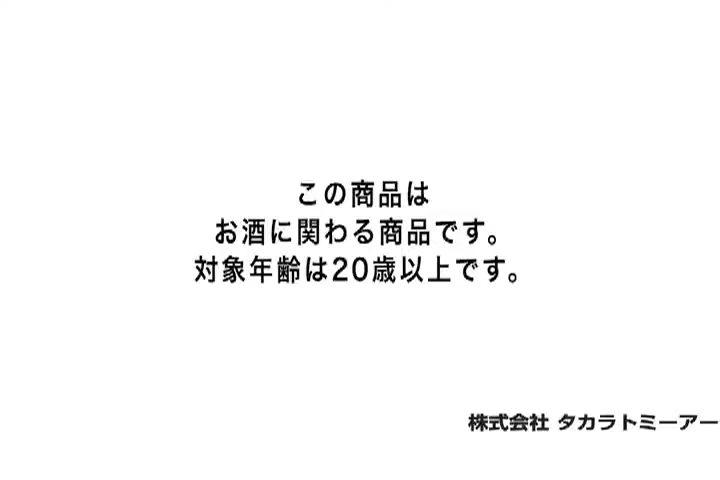 この商品は
お酒に関わる商品です。
対象年齢は20歳以上です。
株式会社 タカラトミーアー